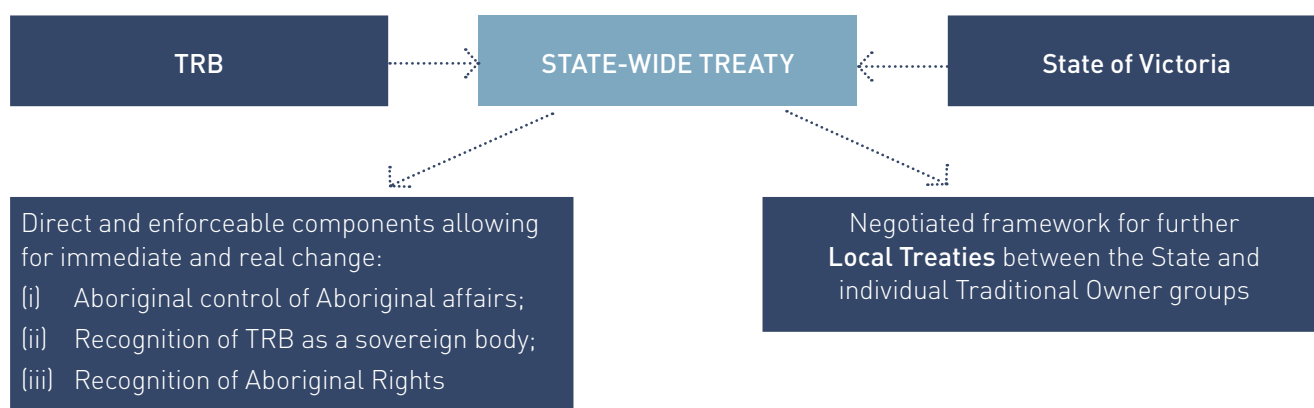 TRB
STATE-WIDE TREATY
State of Victoria
Direct and enforceable components allowing
for immediate and real change:
(i) Aboriginal control of Aboriginal affairs;
(ii) Recognition of TRB as a sovereign body;
(iii) Recognition of Aboriginal Rights
Negotiated framework for further
Local Treaties between the State and
individual Traditional Owner groups